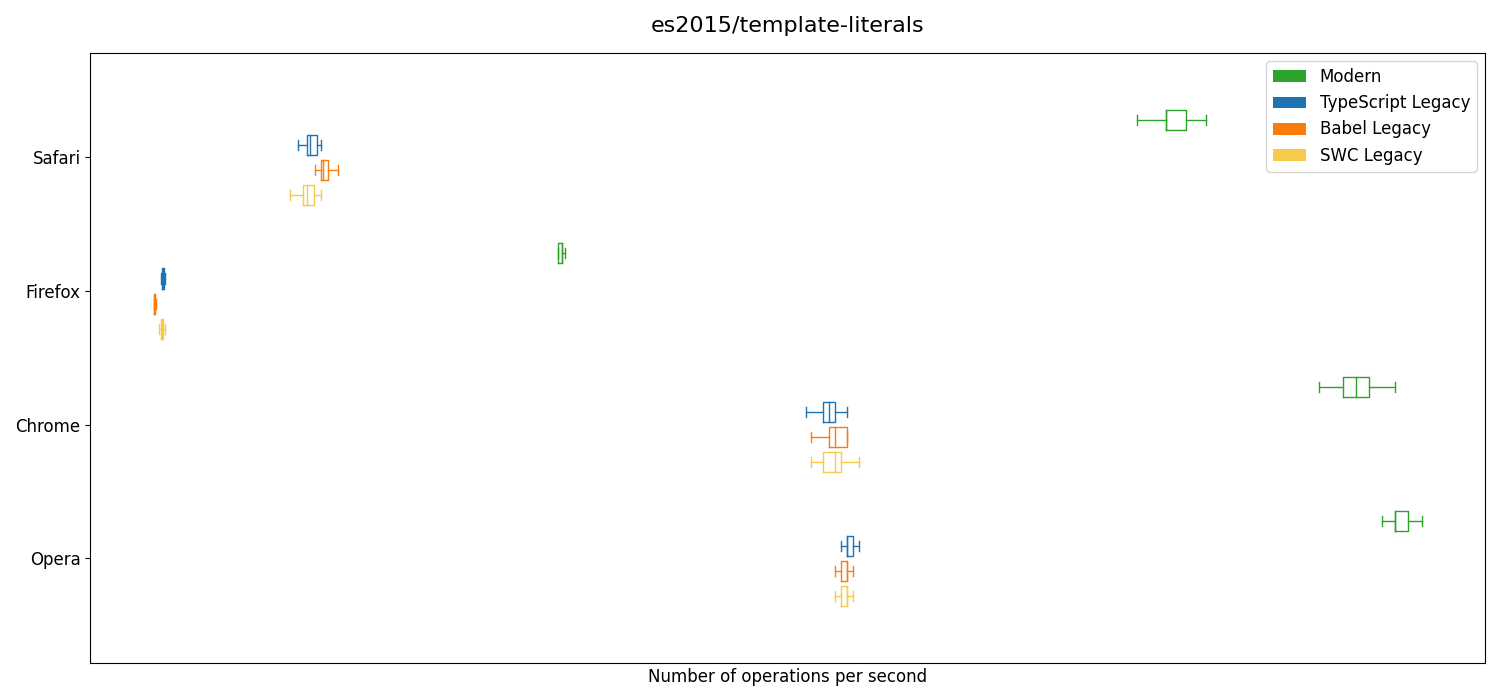 es2015/template-literals
Modern
TypeScript Legacy
Babel Legacy
SWC Legacy
Safari
Firefox
Chrome
Opera
Number of operations per second